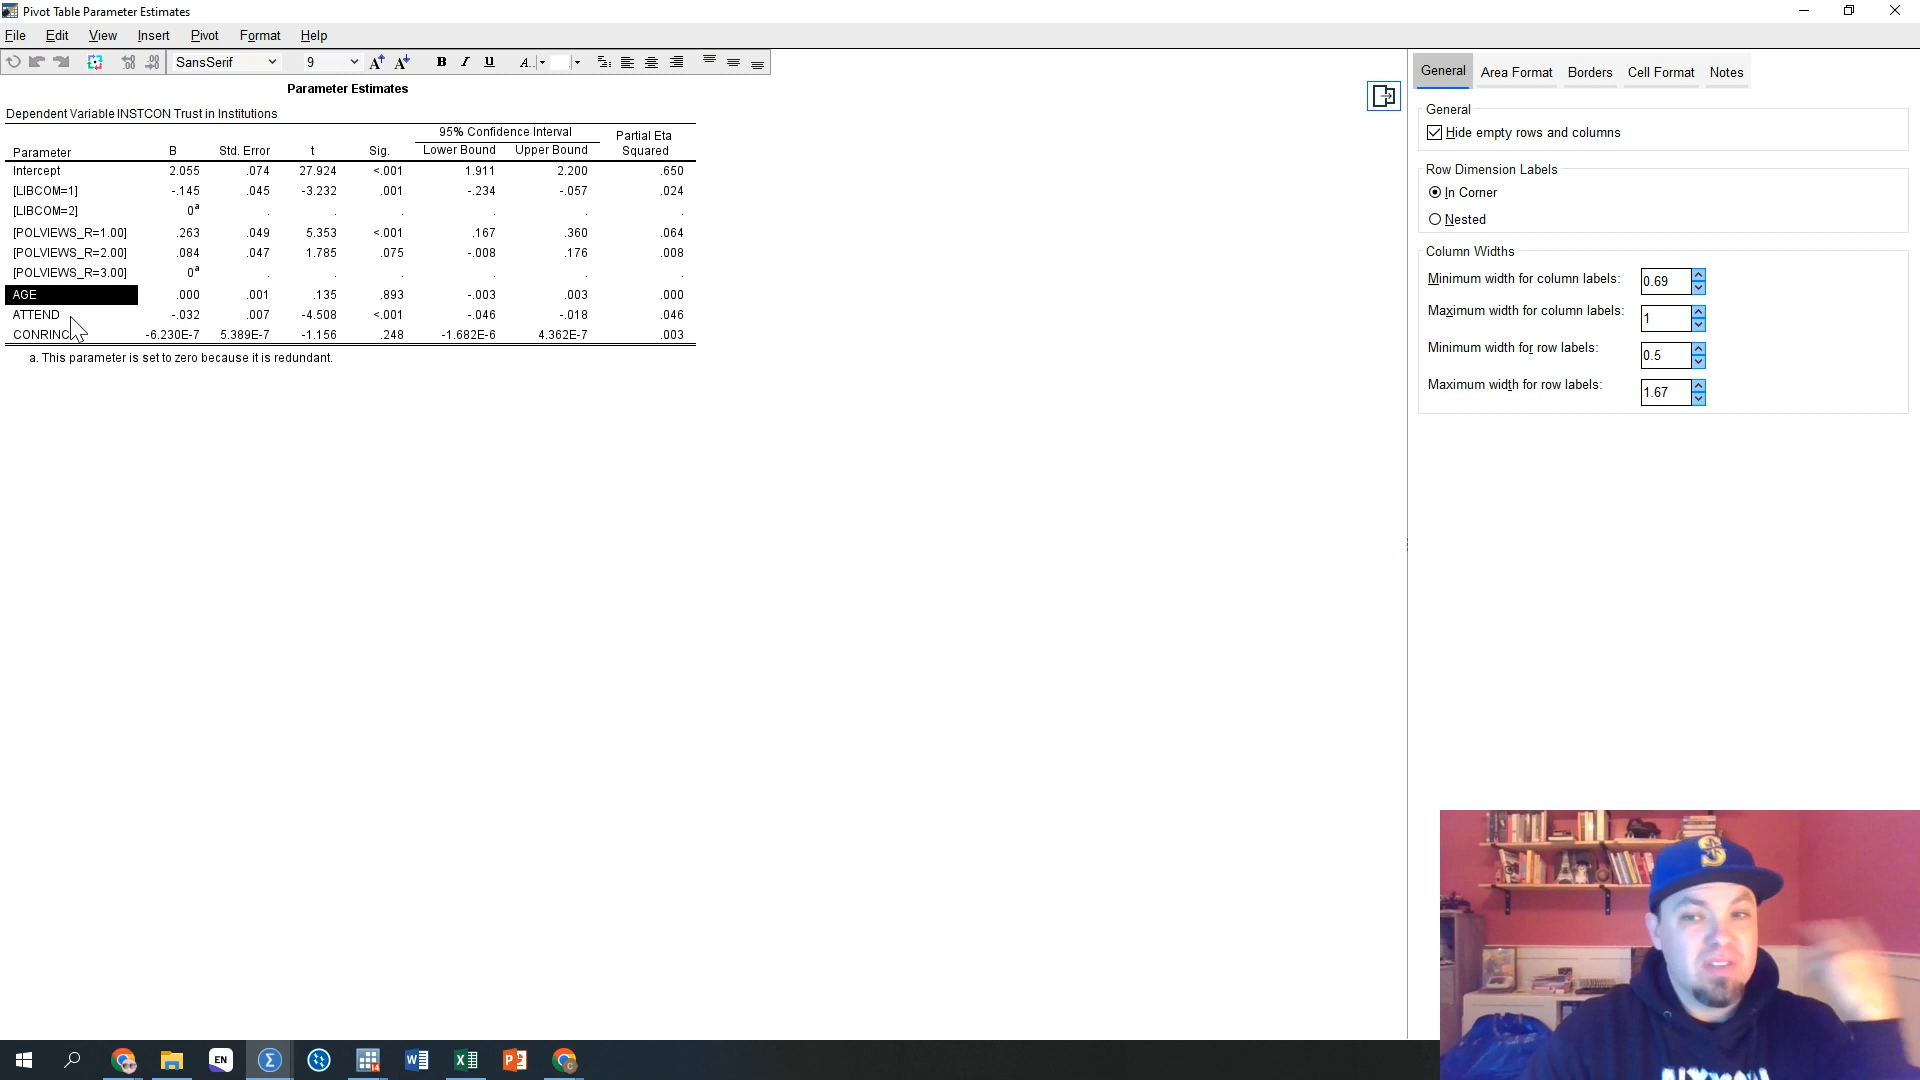 Pivot Table Parameter Estimates
File Edit View Insert Pivot Format Help
SansSerif 9 A A B I U A..
Parameter Estimates
Dependent Variable INSTCON Trust in Institutions
95% Confidence Interval Partial Eta
Parameter B Std. Error t Sig. Lower Bound Upper Bound Squared
Intercept 2.055 .074 27.924 <.001 1.911 2.200 .650
[LIBCOM=1] -.145 .045 -3.232 .001 -.234 -.057 .024
[LIBCOM=2] 0a . . . . . .
[POLVIEWS_R=1.00] .263 .049 5.353 <.001 .167 .360 .064
[POLVIEWS_R=2.00] .084 .047 1.785 .075 -.008 .176 .008
[POLVIEWS_R=3.00] 0a . . . . . .
AGE .000 .001 .135 .893 -.003 .003 .000
ATTEND -.032 .007 -4.508 <.001 -.046 -.018 .046
CONRINC -6.230E-7 5.389E-7 -1.156 .248 -1.682E-6 4.362E-7 .003
a. This parameter is set to zero because it is redundant.
General Area Format Borders Cell Format Notes
General
Hide empty rows and columns
Row Dimension Labels
In Corner
Nested
Column Widths
Minimum width for column labels: 0.69
Maximum width for column labels: 1
Minimum width for row labels: 0.5
Maximum width for row labels: 1.67
S
EN Σ 14 W X P C